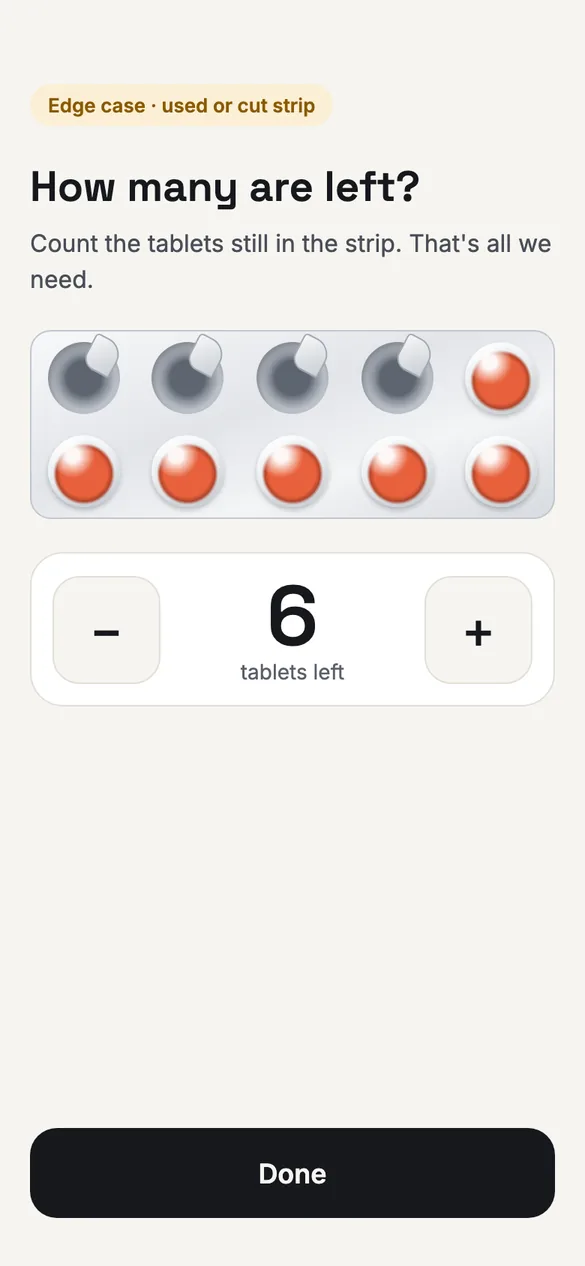 Edge case · used or cut strip
How many are left?
Count the tablets still in the strip. That's all we
need.
− 6 +
tablets left
Done